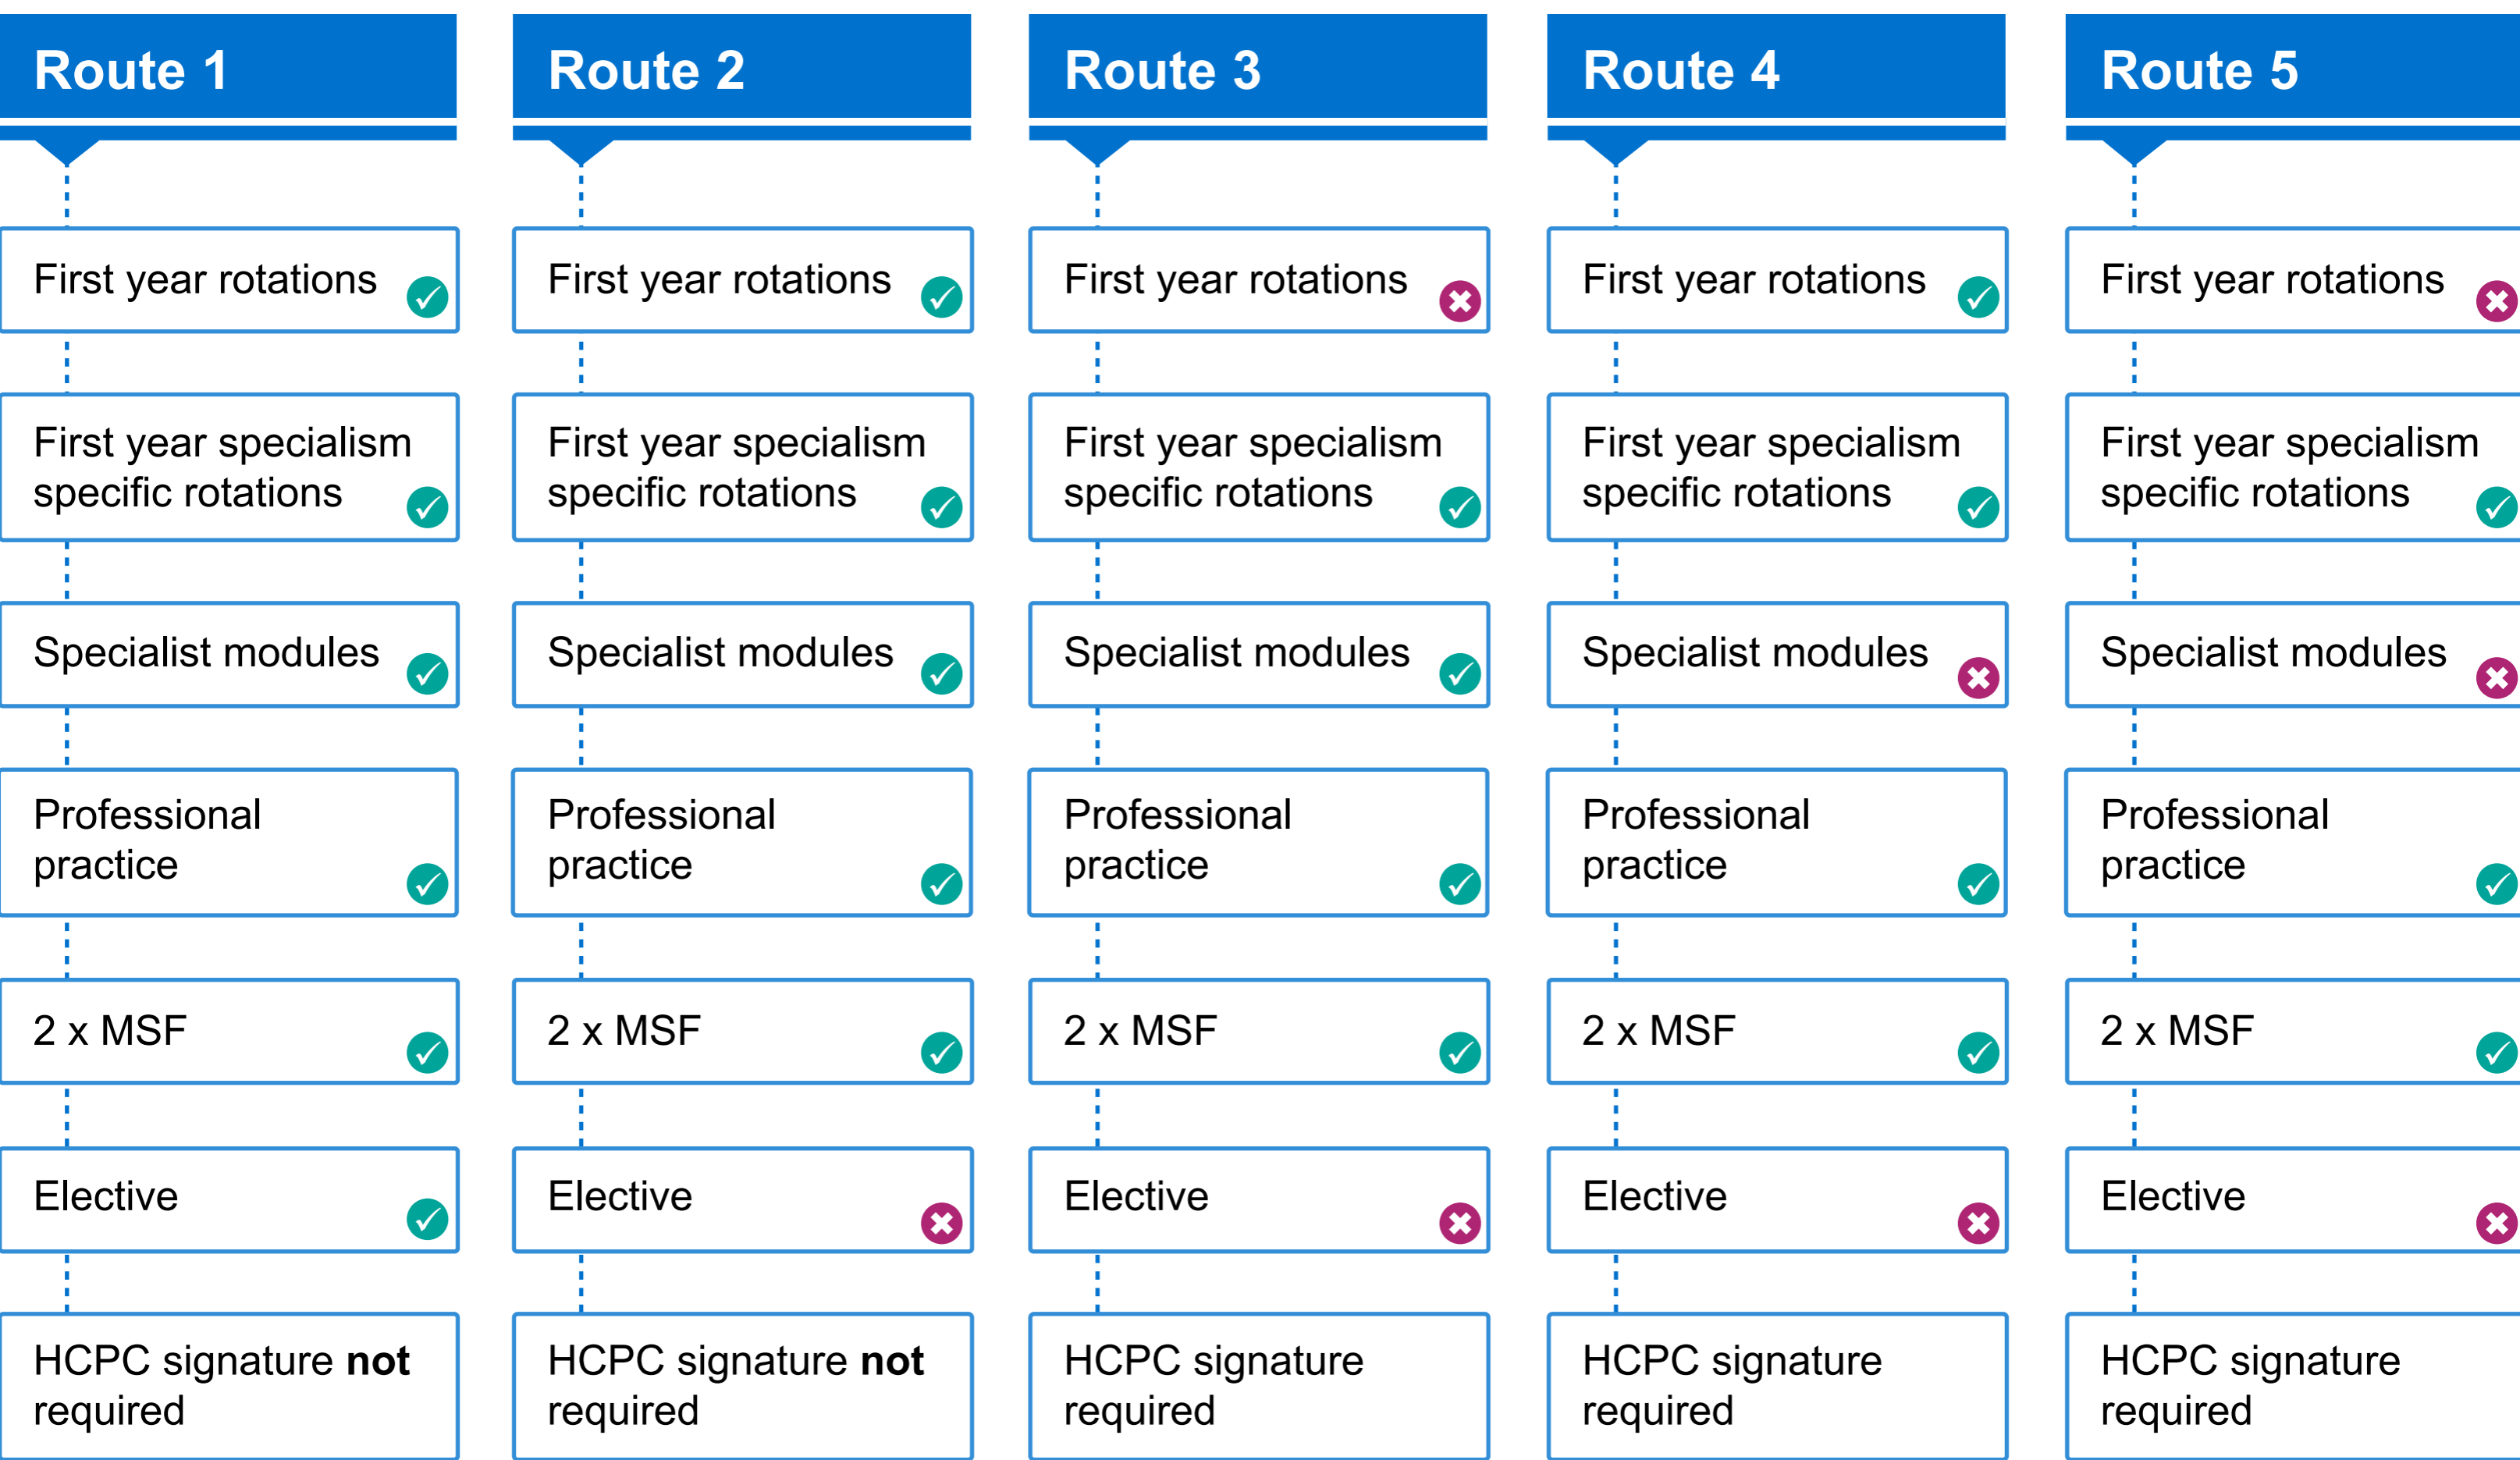 Route 1
First year rotations
First year specialism
specific rotations
Specialist modules
Professional
practice
2 x MSF
Elective
HCPC signature not
required
Route 2
First year rotations
First year specialism
specific rotations
Specialist modules
Professional
practice
2 x MSF
Elective
HCPC signature not
required
Route 3
First year rotations
First year specialism
specific rotations
Specialist modules
Professional
practice
2 x MSF
Elective
HCPC signature
required
Route 4
First year rotations
First year specialism
specific rotations
Specialist modules
Professional
practice
2 x MSF
Elective
HCPC signature
required
Route 5
First year rotations
First year specialism
specific rotations
Specialist modules
Professional
practice
2 x MSF
Elective
HCPC signature
required